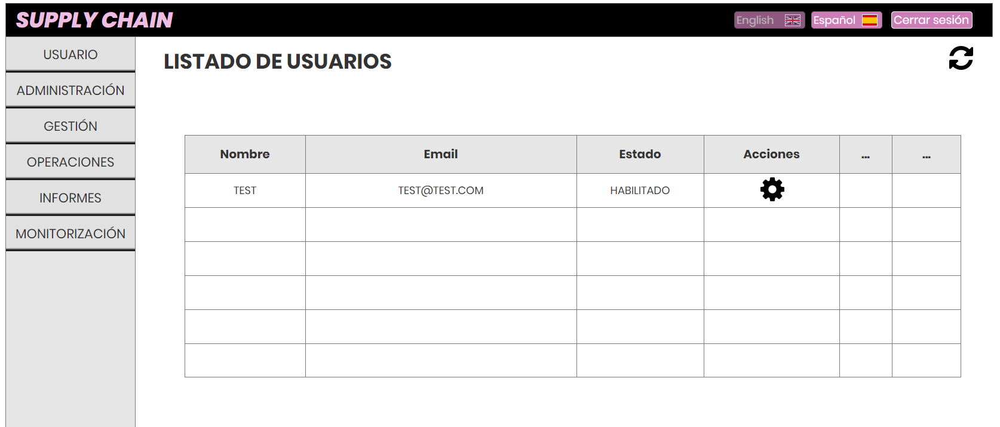 SUPPLY CHAIN
English
Español
Cerrar sesión
USUARIO
ADMINISTRACIÓN
GESTIÓN
OPERACIONES
INFORMES
MONITORIZACIÓN
LISTADO DE USUARIOS
Nombre Email Estado Acciones ... ...
TEST TEST@TEST.COM HABILITADO